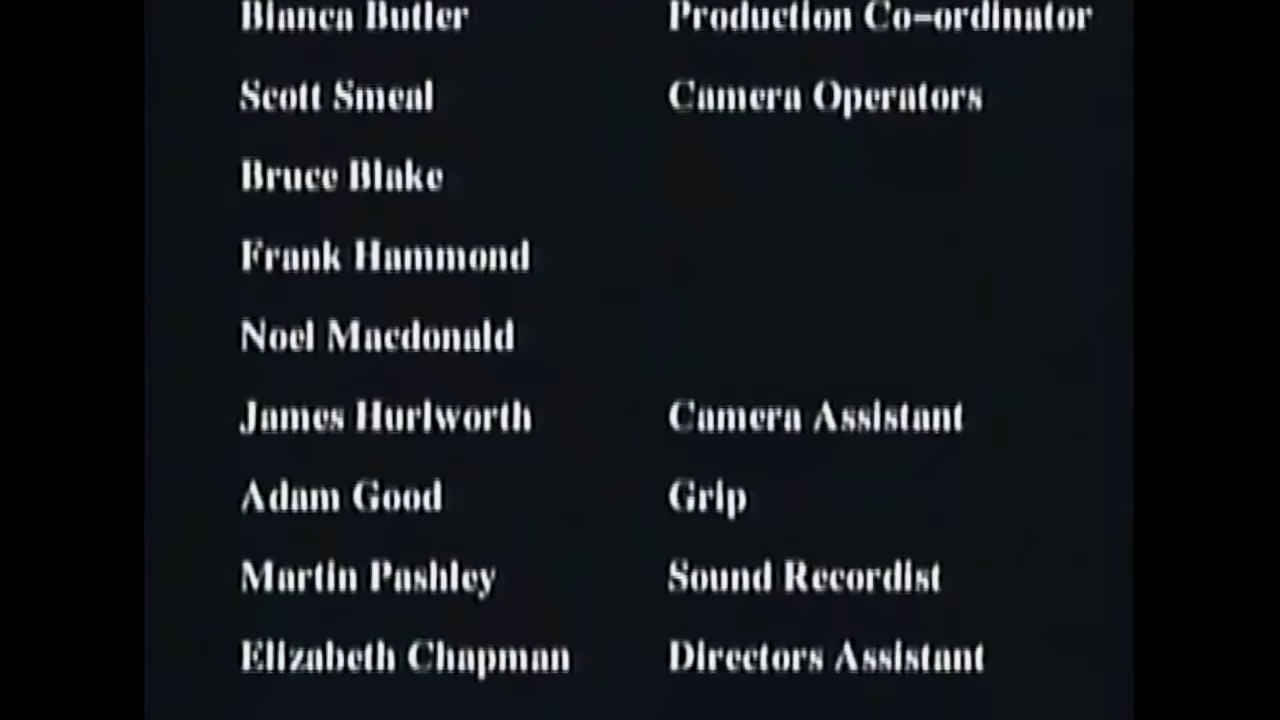 Bianca Butler Production Co-ordinator
Scott Smeal Camera Operators
Bruce Blake
Frank Hammond
Noel Macdonald
James Hurlworth Camera Assistant
Adam Good Grip
Martin Pashley Sound Recordist
Elizabeth Chapman Directors Assistant